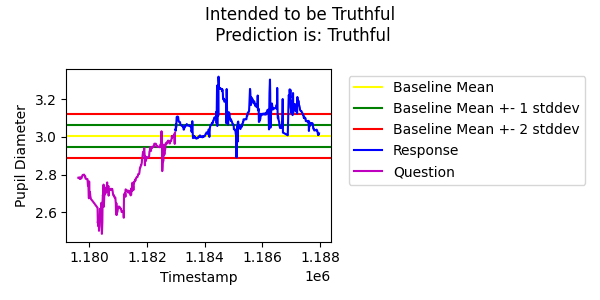 Intended to be Truthful
Prediction is: Truthful
Pupil Diameter
3.2
3.0
2.8
2.6
1.180
1.182
1.184
1.186
1.188
1e6
Timestamp
Baseline Mean
Baseline Mean +- 1 stddev
Baseline Mean +- 2 stddev
Response
Question